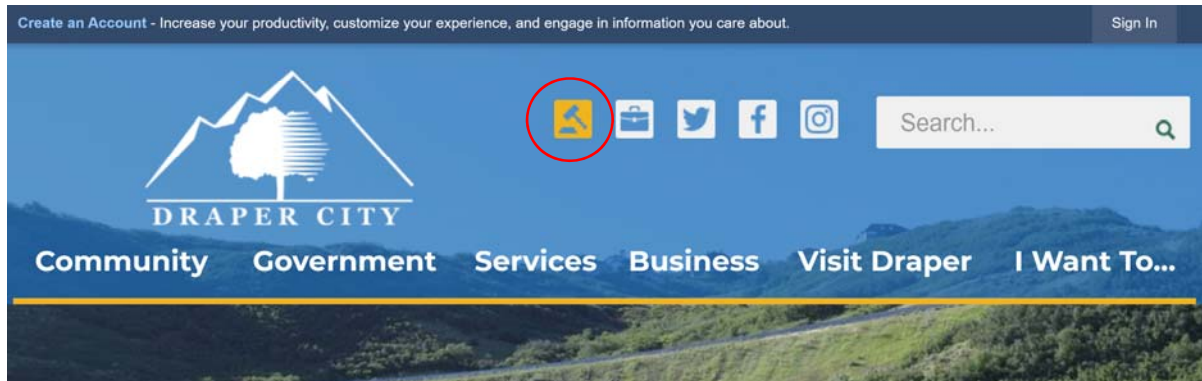 Create an Account - Increase your productivity, customize your experience, and engage in information you care about.
Sign In
Search...
DRAPER CITY
Community Government Services Business Visit Draper I Want To...